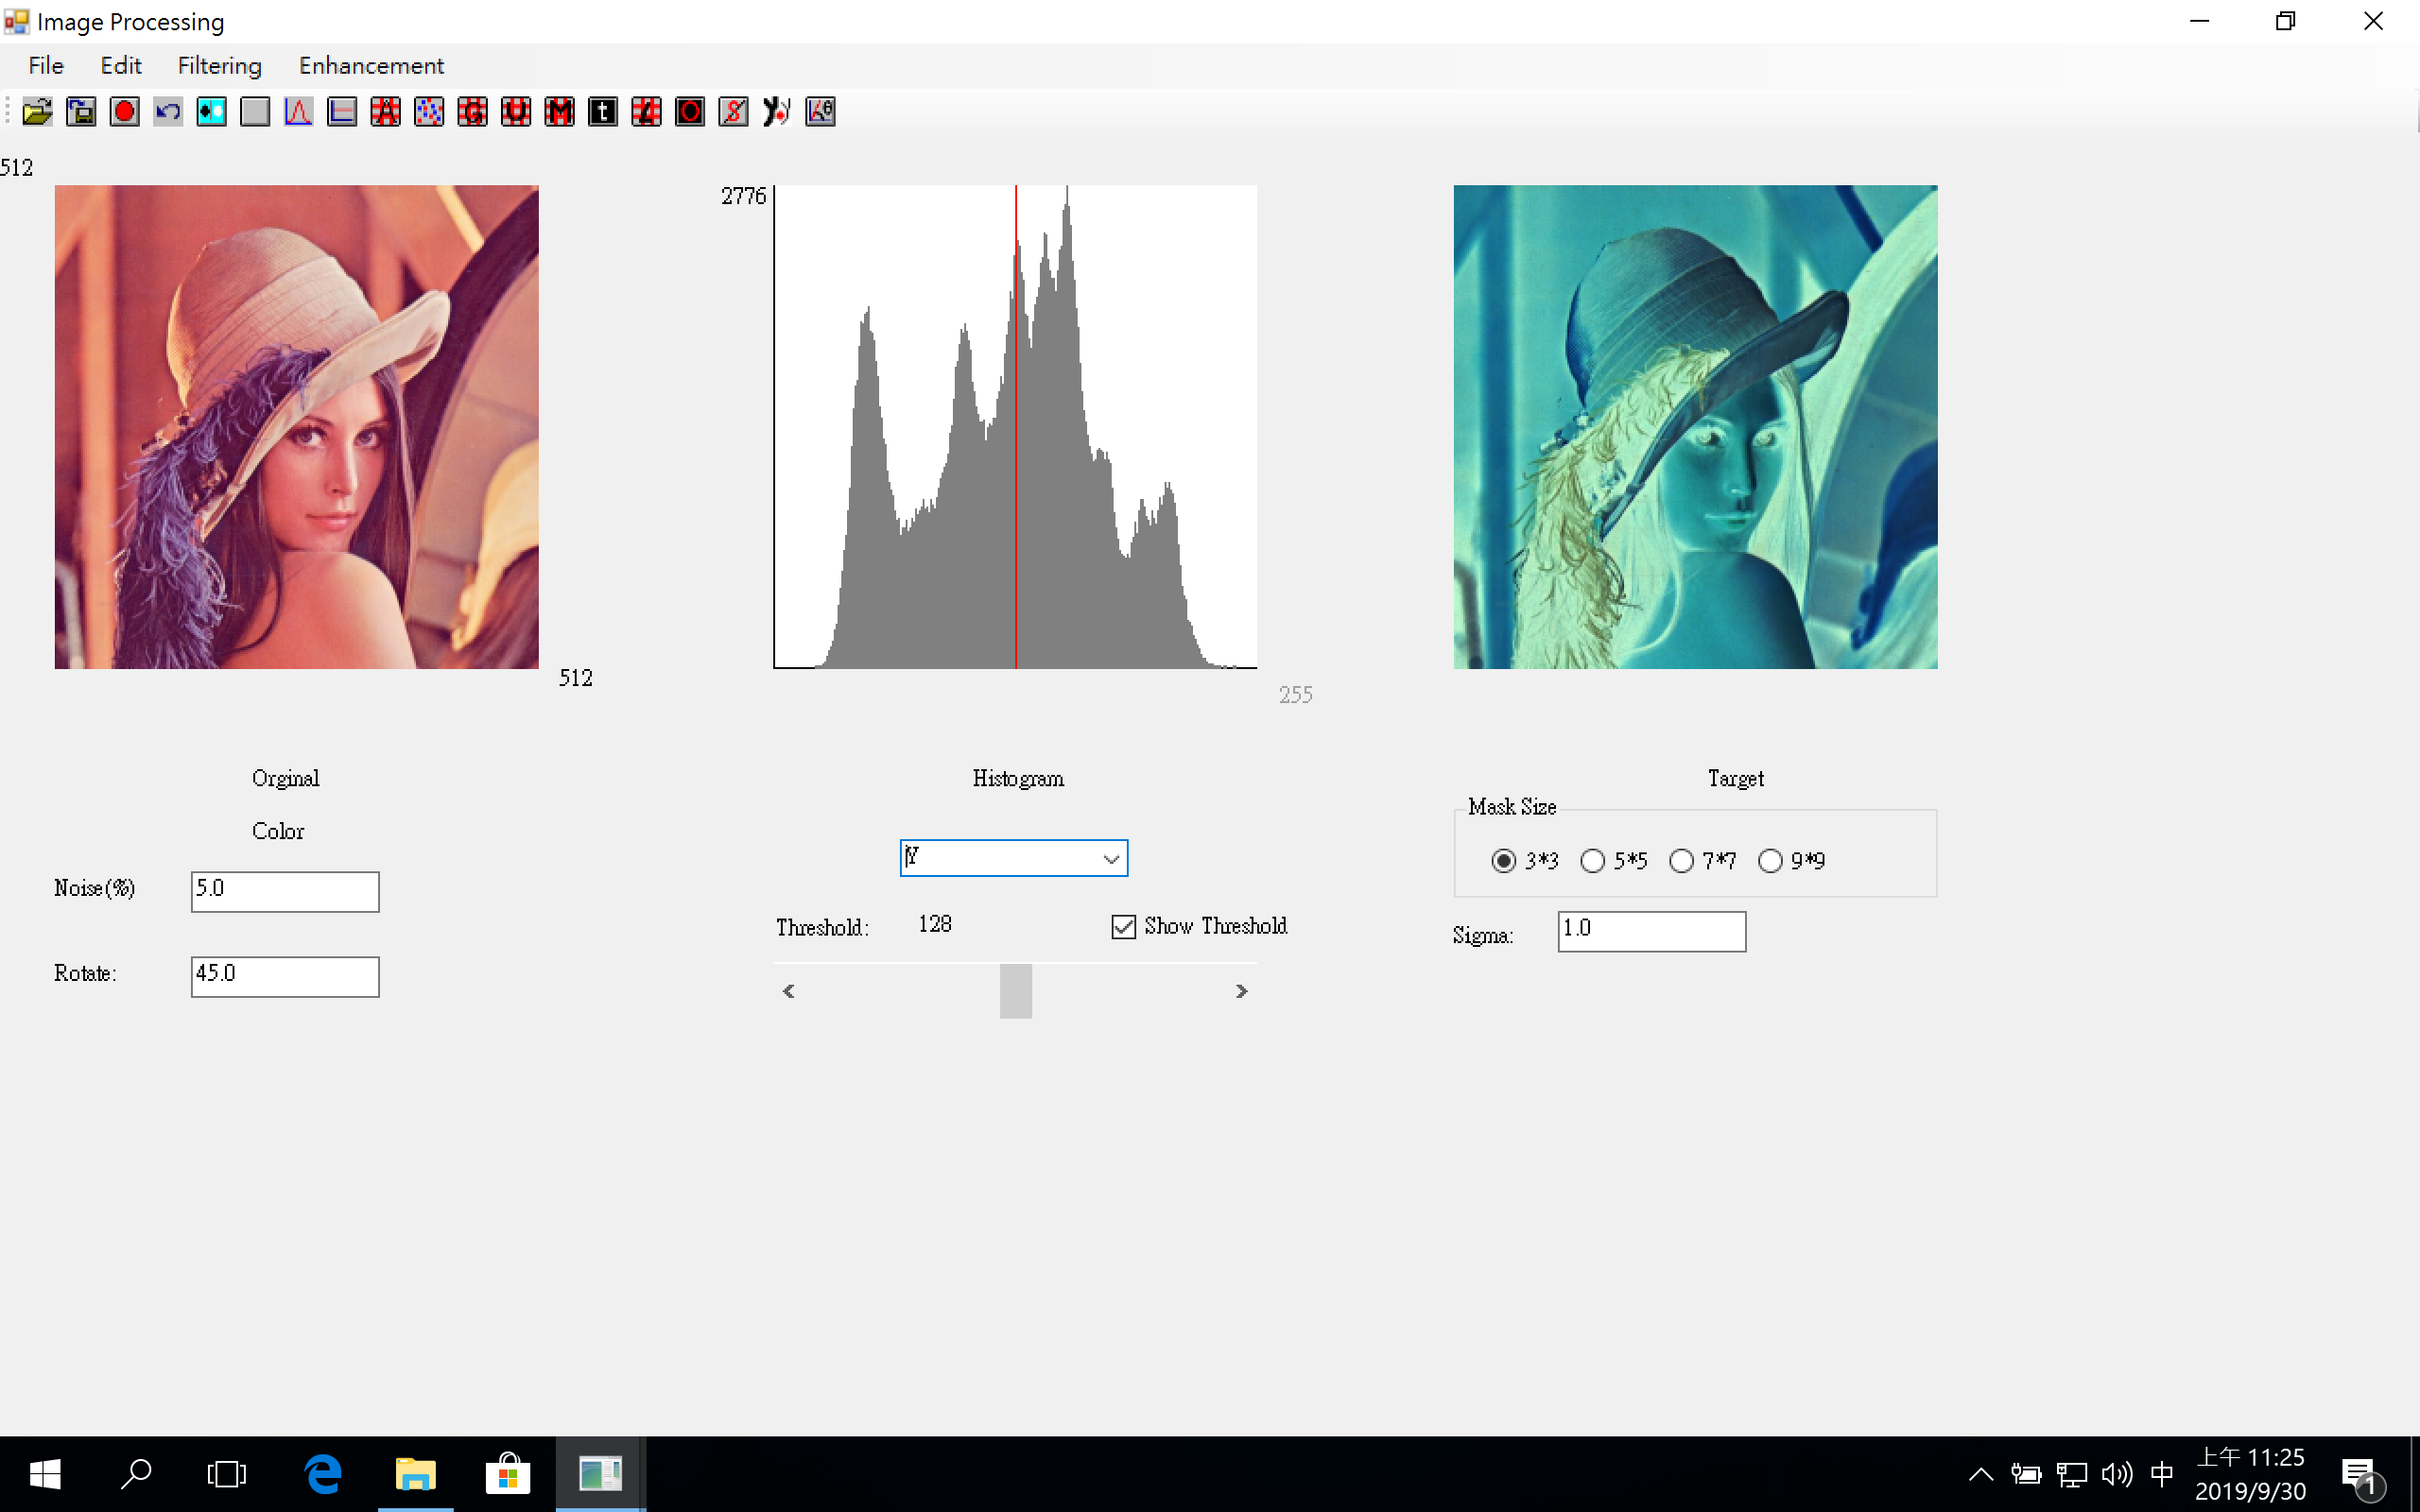 Image Processing
File Edit Filtering Enhancement
A G U M t L O S y y θ
512
2776
512
255
Orginal
Histogram
Target
Color
Mask Size
Y
3*3 5*5 7*7 9*9
Noise(%) 5.0
Threshold: 128 Show Threshold
Sigma: 1.0
Rotate: 45.0
< >
中
上午 11:25
2019/9/30
1